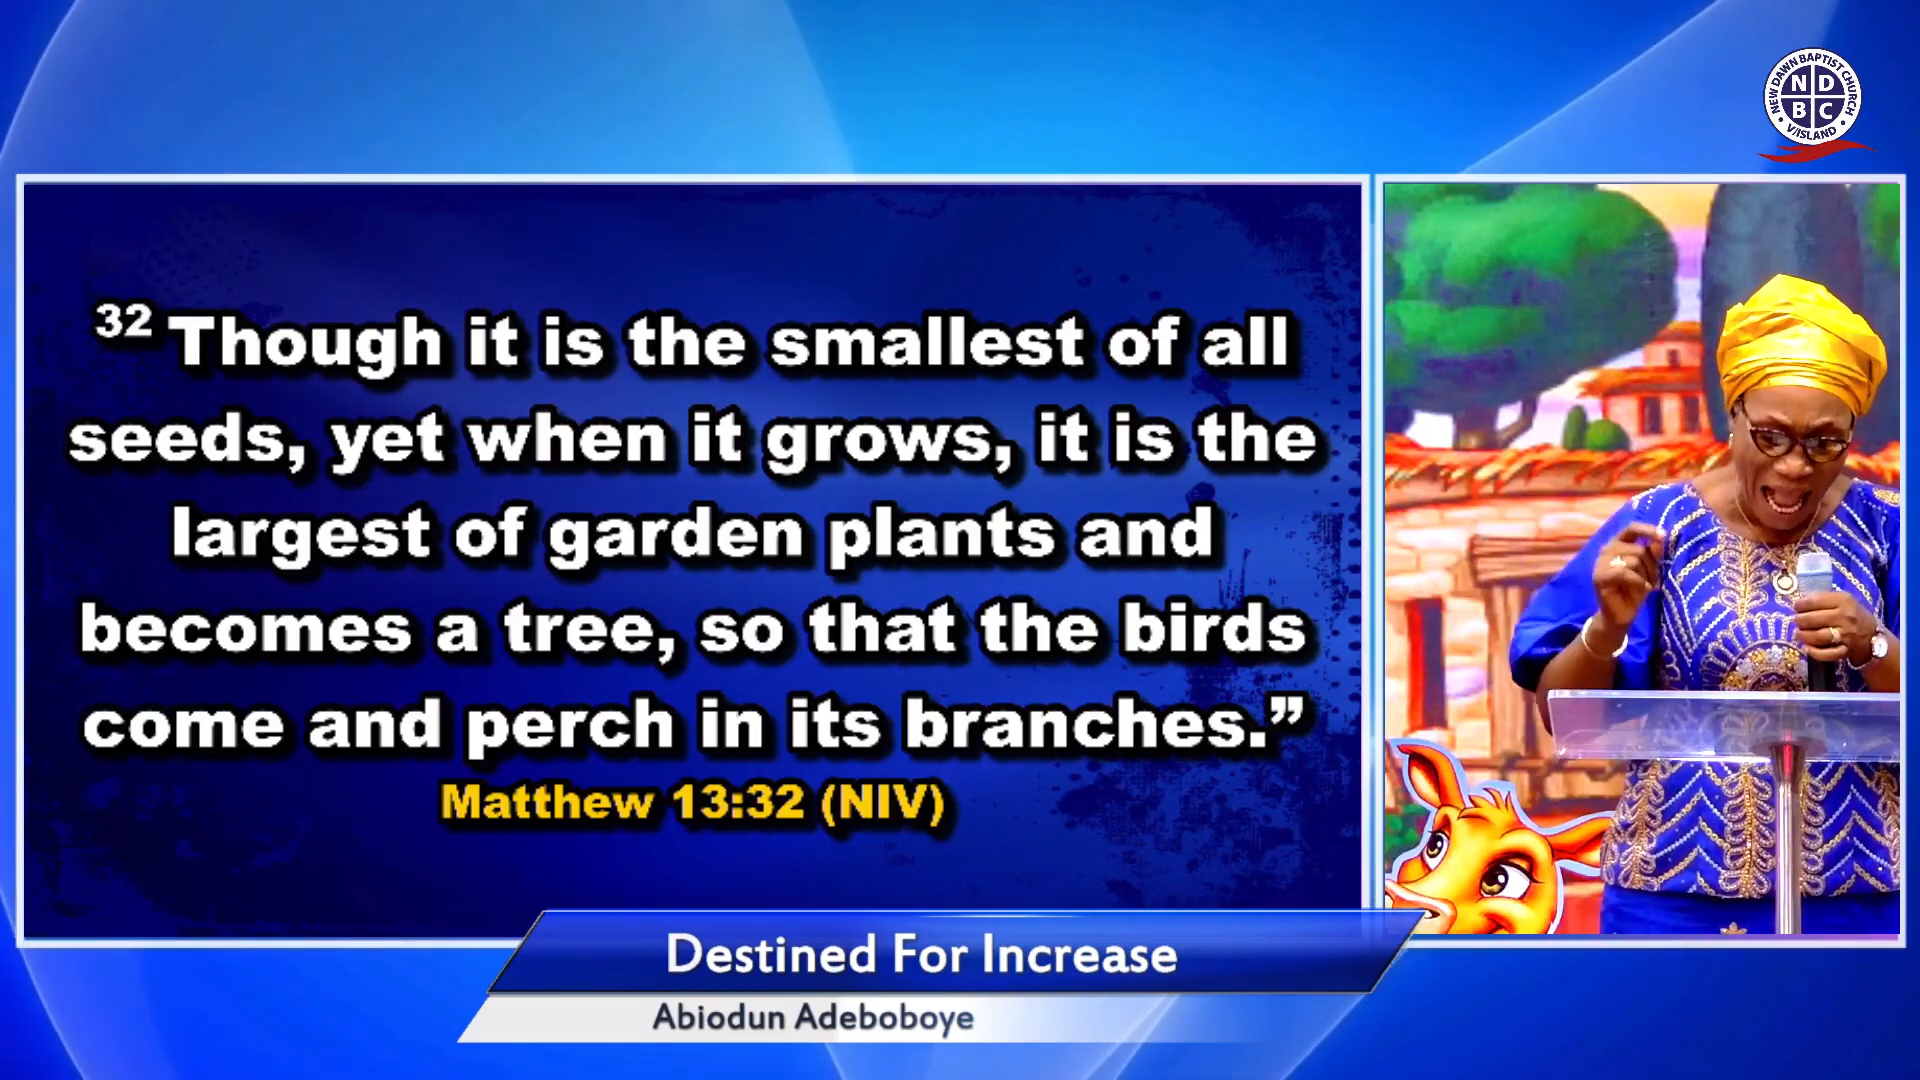 NEW DAWN BAPTIST CHURCH
N D
B C
• V/ISLAND •
32 Though it is the smallest of all
seeds, yet when it grows, it is the
largest of garden plants and
becomes a tree, so that the birds
come and perch in its branches.”
Matthew 13:32 (NIV)
Destined For Increase
Abiodun Adeboboye